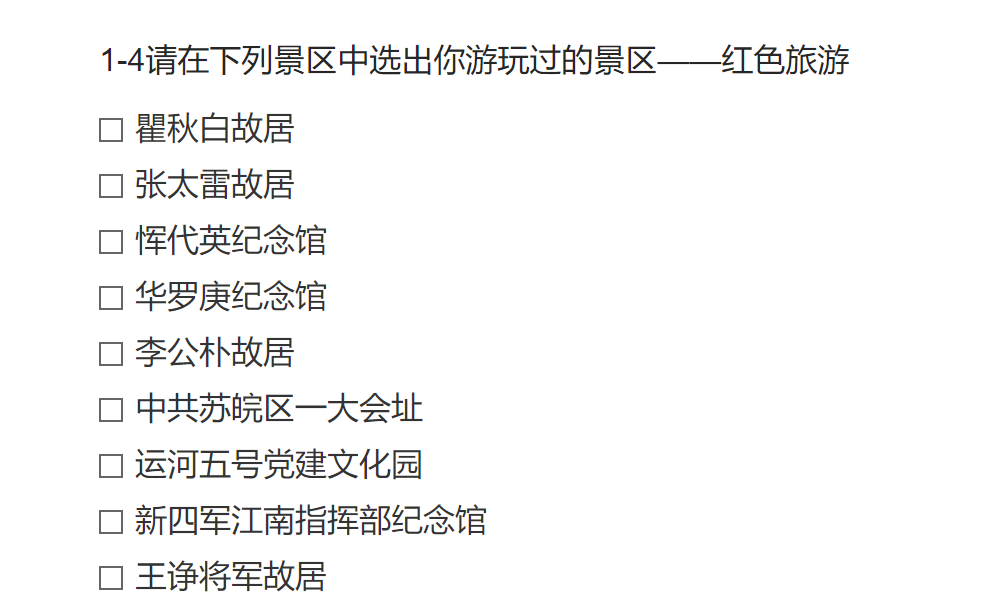 1-4请在下列景区中选出你游玩过的景区——红色旅游
瞿秋白故居
张太雷故居
恽代英纪念馆
华罗庚纪念馆
李公朴故居
中共苏皖区一大会址
运河五号党建文化园
新四军江南指挥部纪念馆
王诤将军故居